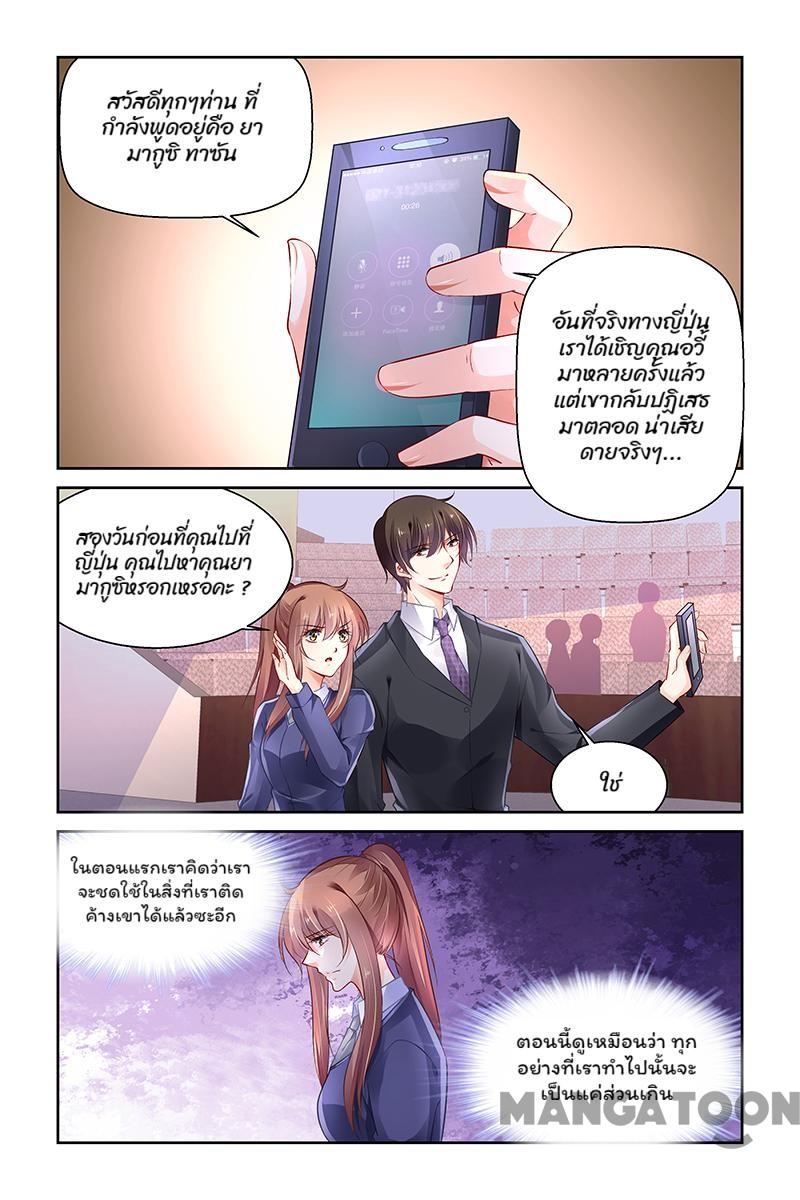 สวัสดีทุกๆท่าน ที่
กำลังพูดอยู่คือ ยา
มากูซิ ทาซัน
00:26
FaceTime
อันที่จริงทางญี่ปุ่น
เราได้เชิญคุณอวี้
มาหลายครั้งแล้ว
แต่เขากลับปฏิเสธ
มาตลอด น่าเสีย
ดายจริงๆ...
สองวันก่อนที่คุณไปที่
ญี่ปุ่น คุณไปหาคุณยา
มากูซิหรอกเหรอคะ ?
ใช่
ในตอนแรกเราคิดว่าเรา
จะชดใช้ในสิ่งที่เราติด
ค้างเขาได้แล้วซะอีก
ตอนนี้ดูเหมือนว่า ทุก
อย่างที่เราทำไปนั้นจะ
เป็นแค่ส่วนเกิน
MANGATOON